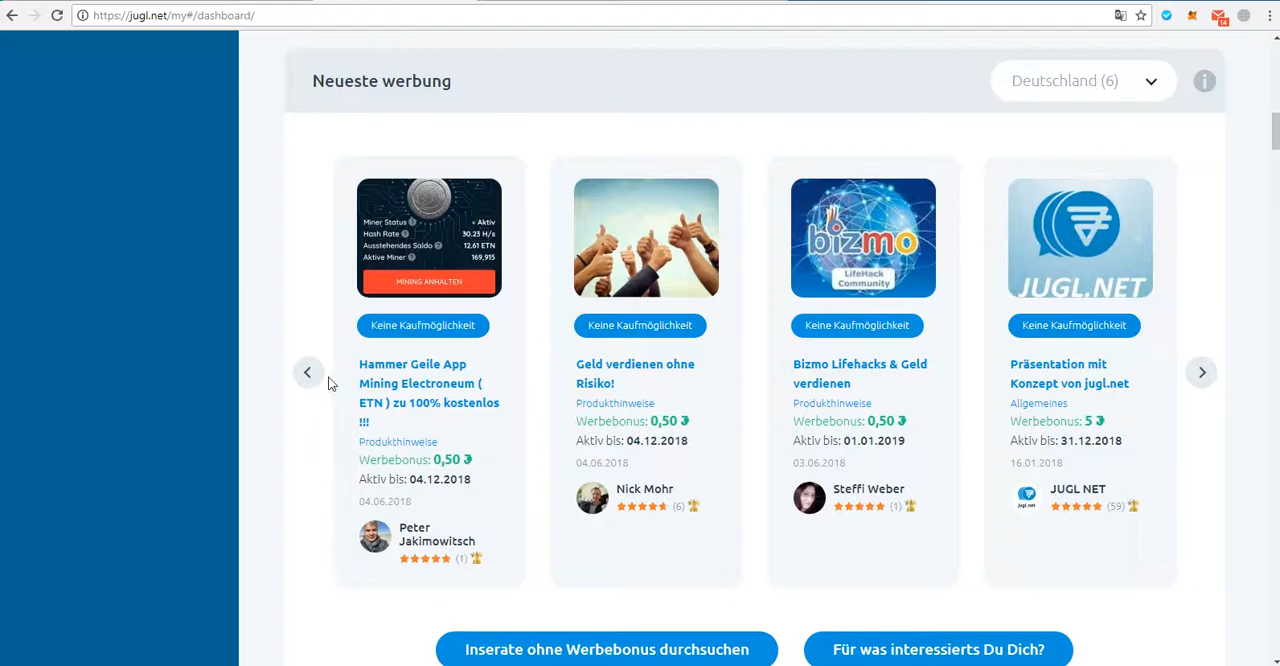 https://jugl.net/my#/dashboard/
14
Neueste werbung
Deutschland (6)
i
Miner Status ? • Aktiv
Hash Rate ? 30.23 H/s
Ausstehendes Saldo ? 12.61 ETN
Aktive Miner ? 169,915
MINING ANHALTEN
Keine Kaufmöglichkeit
Hammer Geile App
Mining Electroneum (
ETN ) zu 100% kostenlos
!!!
Produkthinweise
Werbebonus: 0,50
Aktiv bis: 04.12.2018
04.06.2018
Peter
Jakimowitsch
(1)
Keine Kaufmöglichkeit
Geld verdienen ohne
Risiko!
Produkthinweise
Werbebonus: 0,50
Aktiv bis: 04.12.2018
04.06.2018
Nick Mohr
(6)
bizmo
LifeHack
Community
Keine Kaufmöglichkeit
Bizmo Lifehacks & Geld
verdienen
Produkthinweise
Werbebonus: 0,50
Aktiv bis: 01.01.2019
03.06.2018
Steffi Weber
(1)
JUGL.NET
Keine Kaufmöglichkeit
Präsentation mit
Konzept von jugl.net
Allgemeines
Werbebonus: 5
Aktiv bis: 31.12.2018
16.01.2018
jugl.net
JUGL NET
(59)
Inserate ohne Werbebonus durchsuchen
Für was interessierts Du Dich?